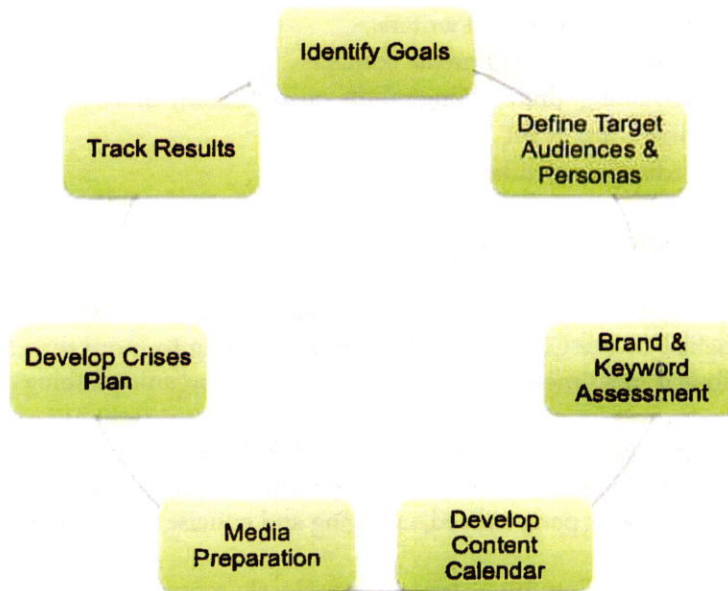 Identify Goals
Define Target
Audiences &
Personas
Brand &
Keyword
Assessment
Develop
Content
Calendar
Media
Preparation
Develop Crises
Plan
Track Results